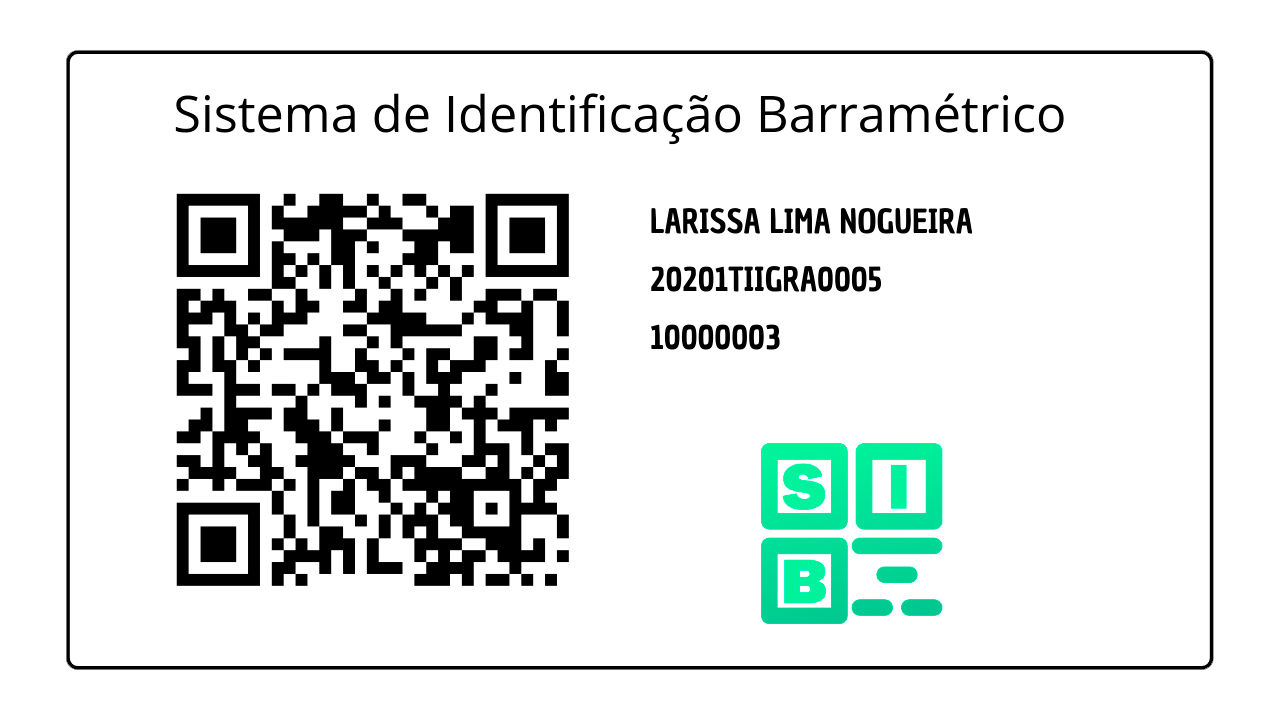 Sistema de Identificação Barramétrico
LARISSA LIMA NOGUEIRA
20201TIIGRA0005
10000003
S I
B